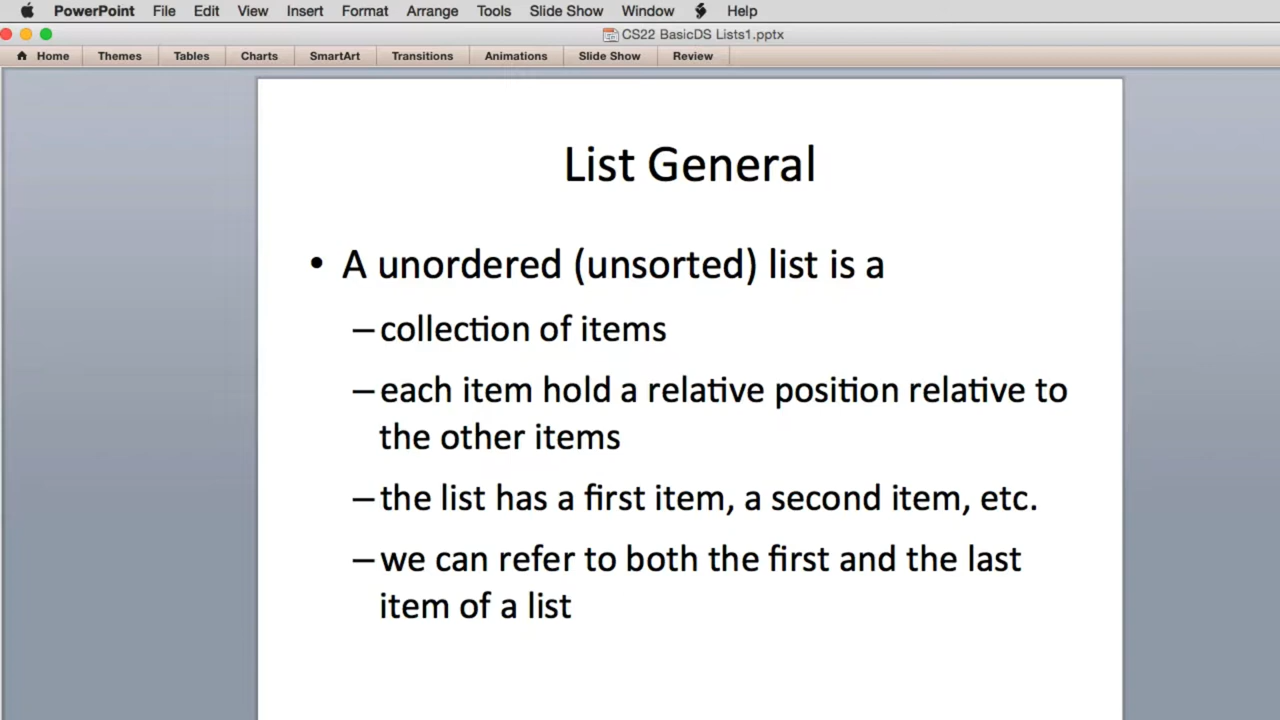 PowerPoint File Edit View Insert Format Arrange Tools Slide Show Window Help
CS22 BasicDS Lists1.pptx
Home Themes Tables Charts SmartArt Transitions Animations Slide Show Review
List General
• A unordered (unsorted) list is a
–collection of items
–each item hold a relative position relative to
the other items
–the list has a first item, a second item, etc.
–we can refer to both the first and the last
item of a list